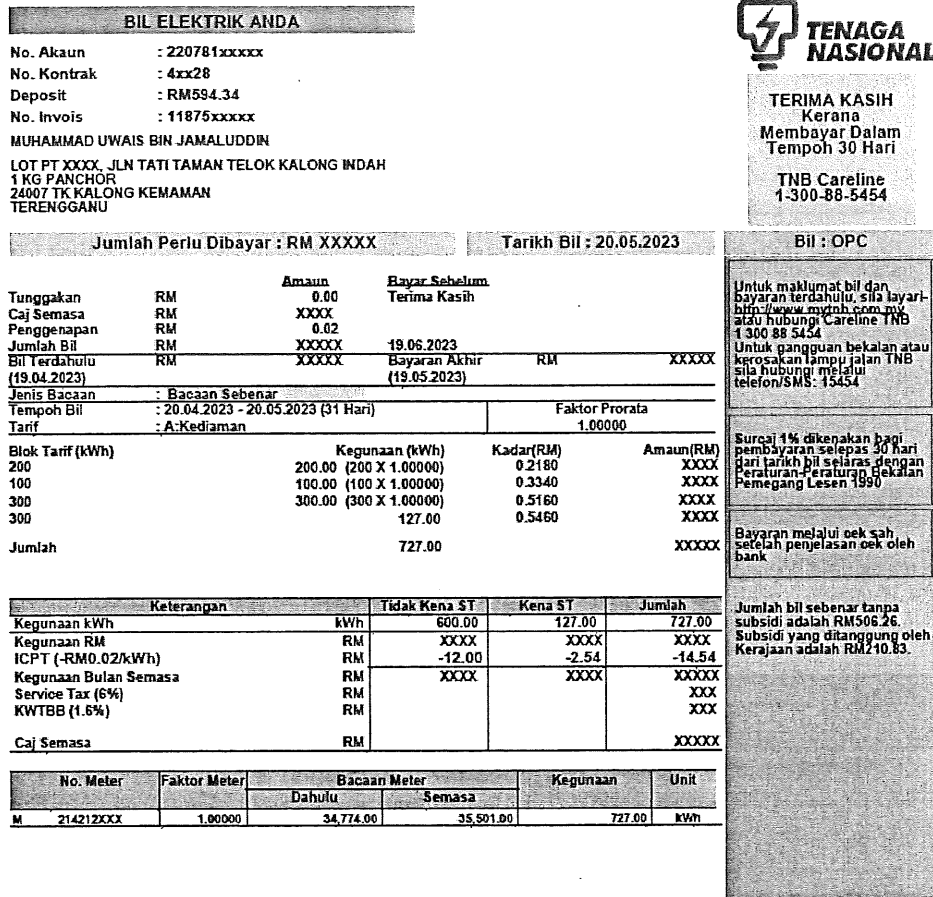 BIL ELEKTRIK ANDA
TENAGA
NASIONAL
No. Akaun : 220781xxxxx
No. Kontrak : 4xx28
Deposit : RM594.34
No. Invois : 11875xxxxx
MUHAMMAD UWAIS BIN JAMALUDDIN
LOT PT XXXX, JLN TATI TAMAN TELOK KALONG INDAH
1 KG PANCHOR
24007 TK KALONG KEMAMAN
TERENGGANU
TERIMA KASIH
Kerana
Membayar Dalam
Tempoh 30 Hari
TNB Careline
1-300-88-5454
Jumlah Perlu Dibayar : RM XXXXX Tarikh Bil : 20.05.2023 Bil : OPC
Amaun Bayar Sebelum
Tunggakan RM 0.00 Terima Kasih
Caj Semasa RM XXXX
Penggenapan RM 0.02
Jumlah Bil RM XXXXX 19.06.2023
Bil Terdahulu RM XXXXX Bayaran Akhir RM XXXXX
(19.04.2023) (19.05.2023)
Jenis Bacaan : Bacaan Sebenar
Tempoh Bil : 20.04.2023 - 20.05.2023 (31 Hari) Faktor Prorata
Tarif : A:Kediaman 1.00000
Blok Tarif (kWh) Kegunaan (kWh) Kadar(RM) Amaun(RM)
200 200.00 (200 X 1.00000) 0.2180 XXXX
100 100.00 (100 X 1.00000) 0.3340 XXXX
300 300.00 (300 X 1.00000) 0.5160 XXXX
300 127.00 0.5460 XXXX
Jumlah 727.00 XXXXX
Untuk maklumat bil dan
bayaran terdahulu, sila layari-
http://www.mytnb.com.my
atau hubungi Careline TNB
1 300 88 5454
Untuk gangguan bekalan atau
kerosakan lampu jalan TNB
sila hubungi melalui
telefon/SMS: 15454
Surcaj 1% dikenakan bagi
pembayaran selepas 30 hari
dari tarikh bil selaras dengan
Peraturan-Peraturan Bekalan
Pemegang Lesen 1990
Bayaran melalui cek sah
setelah penjelasan cek oleh
bank
Keterangan Tidak Kena ST Kena ST Jumlah
Kegunaan kWh kWh 600.00 127.00 727.00
Kegunaan RM RM XXXX XXXX XXXX
ICPT (-RM0.02/kWh) RM -12.00 -2.54 -14.54
Kegunaan Bulan Semasa RM XXXX XXXX XXXXX
Service Tax (6%) RM XXX
KWTBB (1.6%) RM XXX
Caj Semasa RM XXXXX
Jumlah bil sebenar tanpa
subsidi adalah RM506.26.
Subsidi yang ditanggung oleh
Kerajaan adalah RM210.83.
No. Meter Faktor Meter Bacaan Meter Kegunaan Unit
Dahulu Semasa
M 214212XXX 1.00000 34,774.00 35,501.00 727.00 kWh